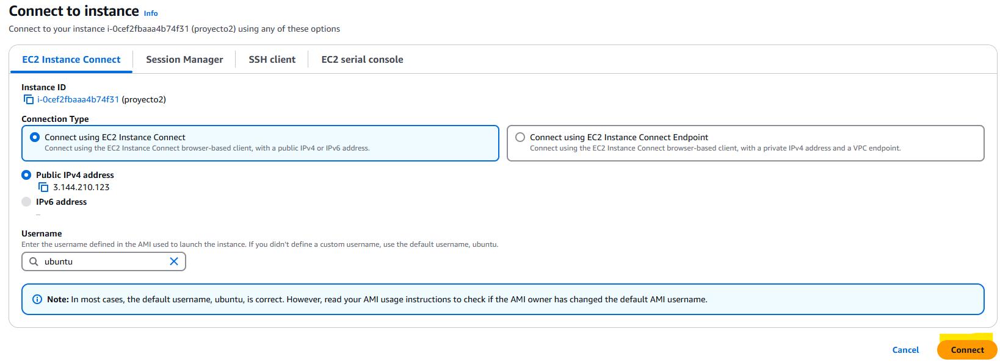 Connect to instance Info
Connect to your instance i-0cef2fbaaa4b74f31 (proyecto2) using any of these options
EC2 Instance Connect
Session Manager
SSH client
EC2 serial console
Instance ID
i-0cef2fbaaa4b74f31 (proyecto2)
Connection Type
Connect using EC2 Instance Connect
Connect using the EC2 Instance Connect browser-based client, with a public IPv4 or IPv6 address.
Connect using EC2 Instance Connect Endpoint
Connect using the EC2 Instance Connect browser-based client, with a private IPv4 address and a VPC endpoint.
Public IPv4 address
3.144.210.123
IPv6 address
–
Username
Enter the username defined in the AMI used to launch the instance. If you didn't define a custom username, use the default username, ubuntu.
ubuntu
Note: In most cases, the default username, ubuntu, is correct. However, read your AMI usage instructions to check if the AMI owner has changed the default AMI username.
Cancel
Connect